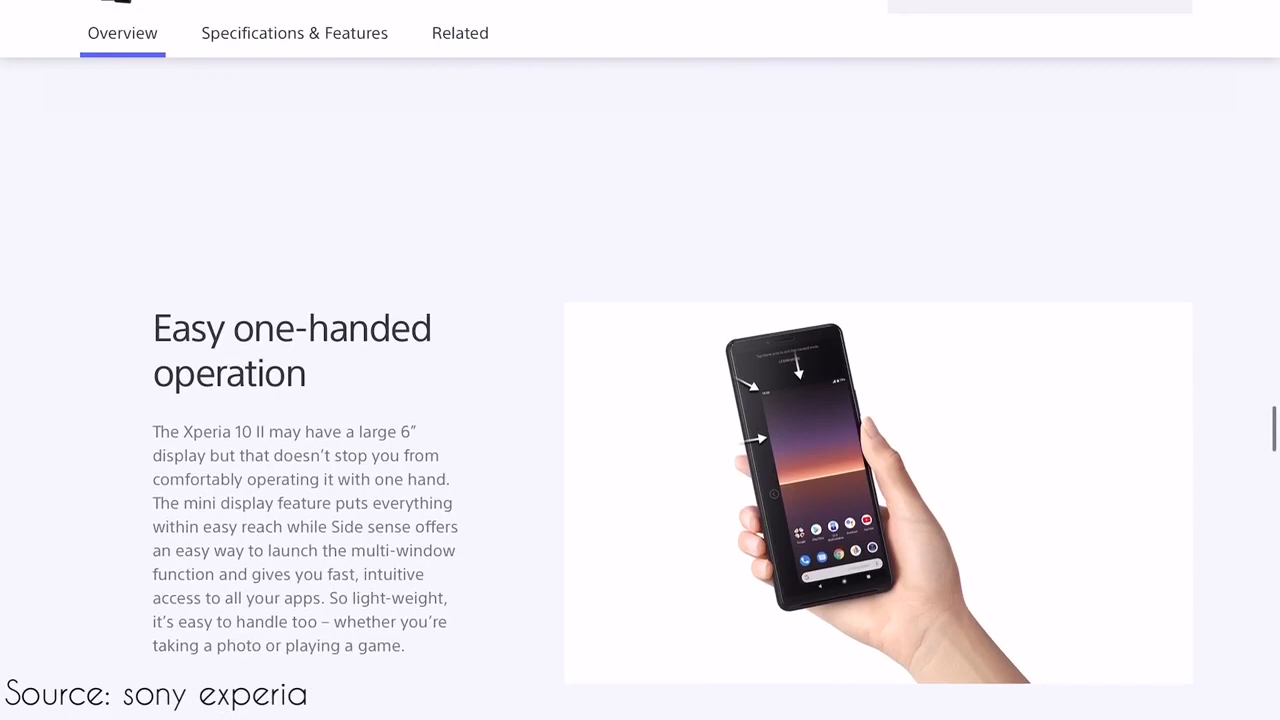 Overview
Specifications & Features
Related
Easy one-handed
operation
The Xperia 10 II may have a large 6”
display but that doesn’t stop you from
comfortably operating it with one hand.
The mini display feature puts everything
within easy reach while Side sense offers
an easy way to launch the multi-window
function and gives you fast, intuitive
access to all your apps. So light-weight,
it’s easy to handle too – whether you’re
taking a photo or playing a game.
Source: sony experia